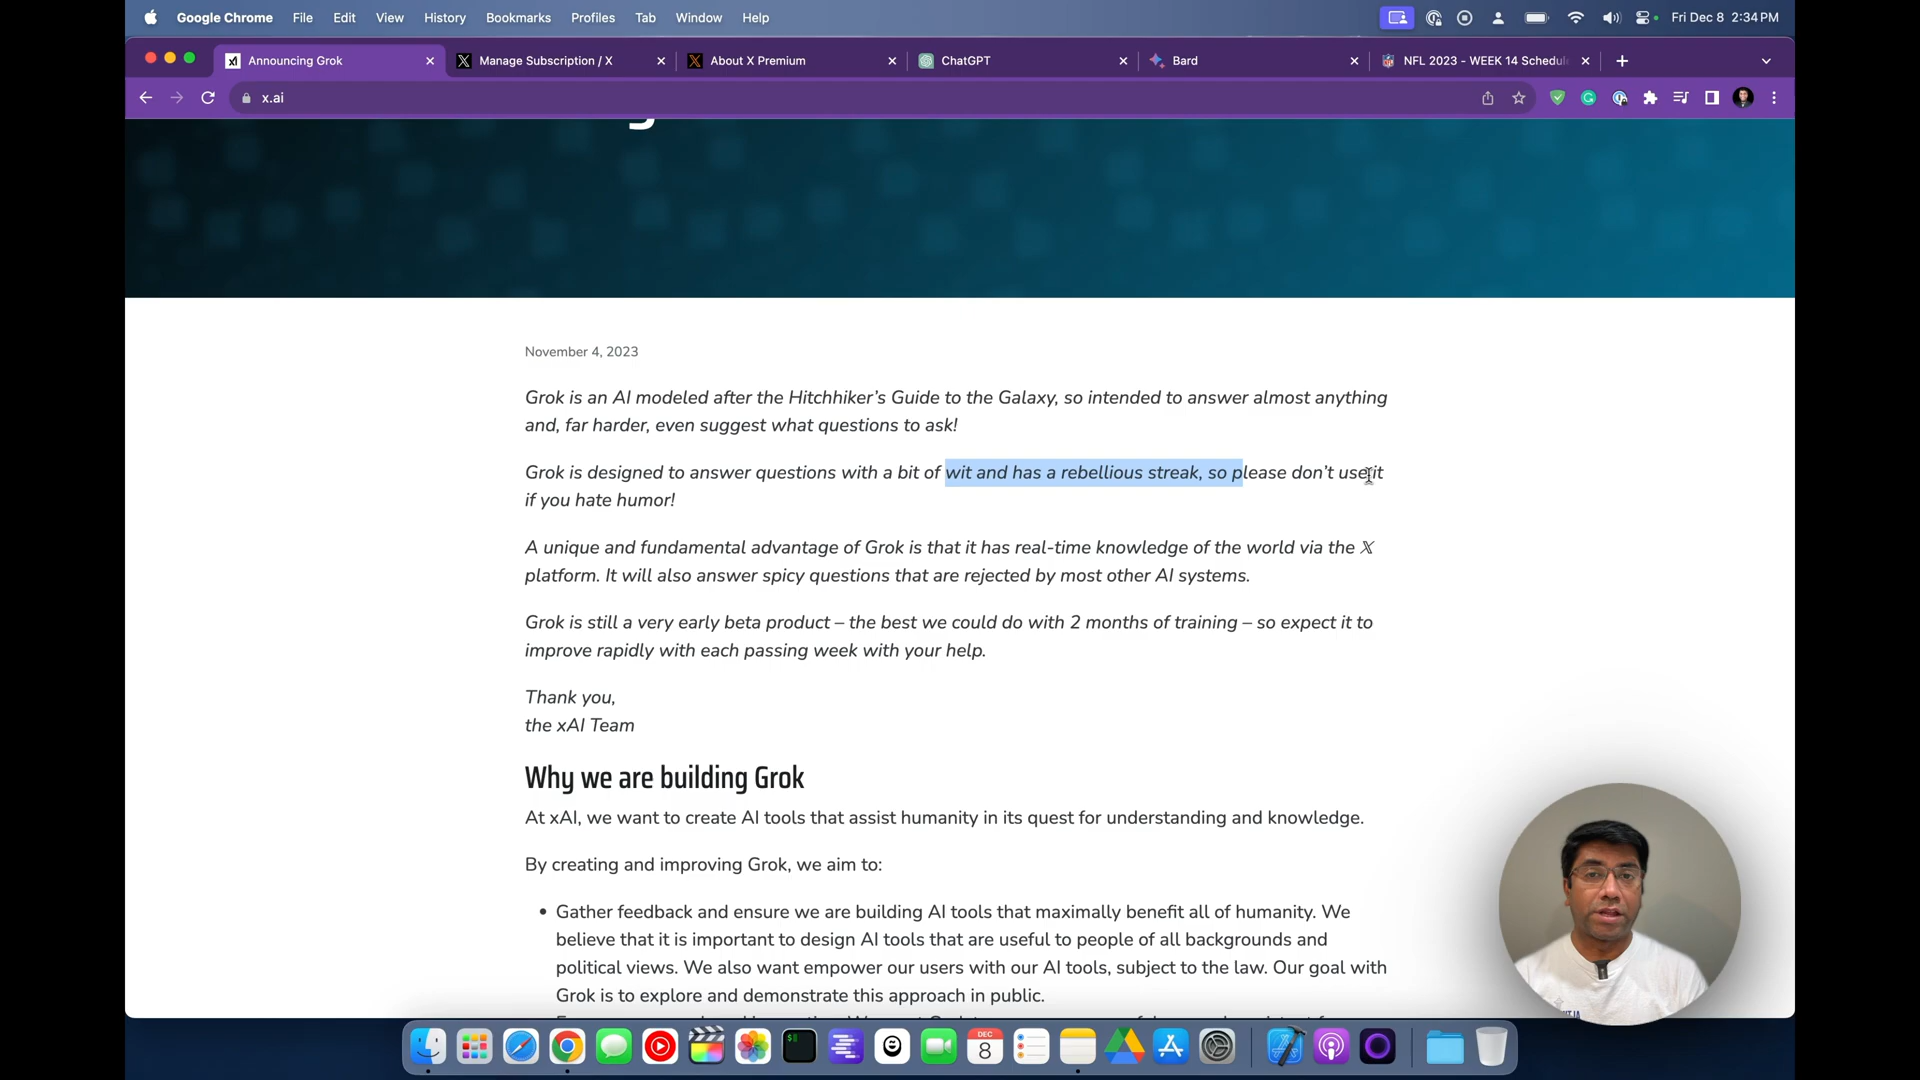 Google Chrome File Edit View History Bookmarks Profiles Tab Window Help Fri Dec 8 2:34 PM
Announcing Grok Manage Subscription / X About X Premium ChatGPT Bard NFL 2023 - WEEK 14 Schedul
x.ai
November 4, 2023
Grok is an AI modeled after the Hitchhiker's Guide to the Galaxy, so intended to answer almost anything
and, far harder, even suggest what questions to ask!
Grok is designed to answer questions with a bit of wit and has a rebellious streak, so please don't use it
if you hate humor!
A unique and fundamental advantage of Grok is that it has real-time knowledge of the world via the 𝕏
platform. It will also answer spicy questions that are rejected by most other AI systems.
Grok is still a very early beta product – the best we could do with 2 months of training – so expect it to
improve rapidly with each passing week with your help.
Thank you,
the xAI Team
Why we are building Grok
At xAI, we want to create AI tools that assist humanity in its quest for understanding and knowledge.
By creating and improving Grok, we aim to:
• Gather feedback and ensure we are building AI tools that maximally benefit all of humanity. We
believe that it is important to design AI tools that are useful to people of all backgrounds and
political views. We also want empower our users with our AI tools, subject to the law. Our goal with
Grok is to explore and demonstrate this approach in public.
DEC
8